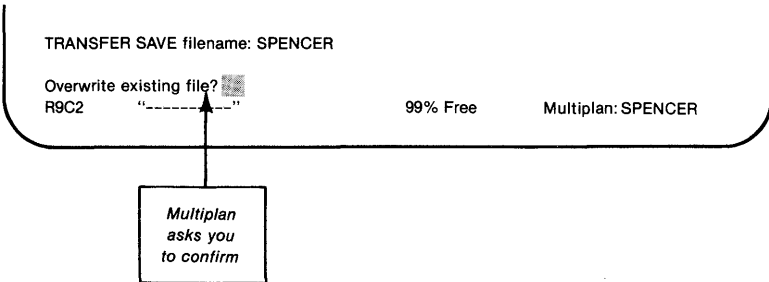 TRANSFER SAVE filename: SPENCER
Overwrite existing file?
R9C2 "----------" 99% Free Multiplan: SPENCER
Multiplan
asks you
to confirm